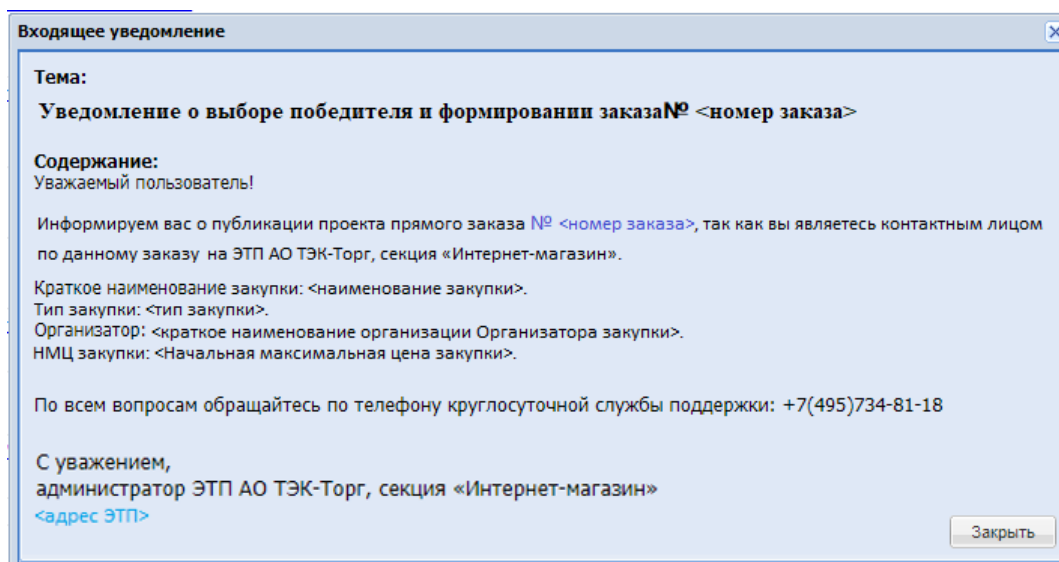 Входящее уведомление
Тема:
Уведомление о выборе победителя и формировании заказа№ <номер заказа>
Содержание:
Уважаемый пользователь!
Информируем вас о публикации проекта прямого заказа № <номер заказа>, так как вы являетесь контактным лицом
по данному заказу на ЭТП АО ТЭК-Торг, секция «Интернет-магазин».
Краткое наименование закупки: <наименование закупки>.
Тип закупки: <тип закупки>.
Организатор: <краткое наименование организации Организатора закупки>.
НМЦ закупки: <Начальная максимальная цена закупки>.
По всем вопросам обращайтесь по телефону круглосуточной службы поддержки: +7(495)734-81-18
С уважением,
администратор ЭТП АО ТЭК-Торг, секция «Интернет-магазин»
<адрес ЭТП>
Закрыть